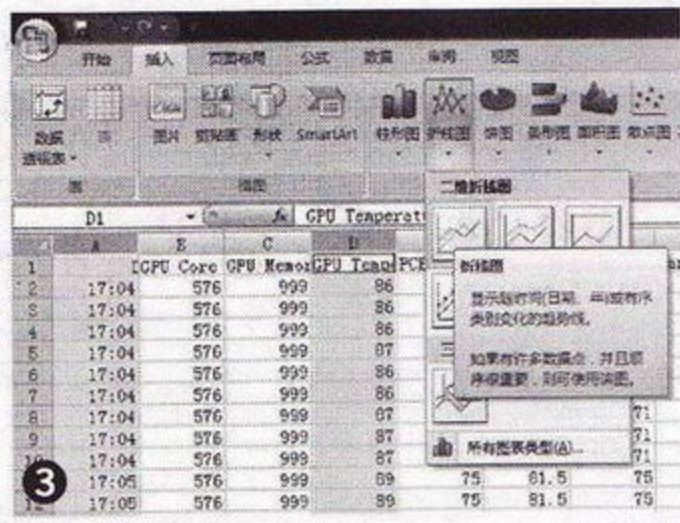 开始 插入 页面布局 公式 数据 审阅 视图
数据透视表 表 图片 剪贴画 形状 SmartArt 柱形图 折线图 饼图 条形图 面积图 散点图
表 插图
二维折线图
D1 fx GPU Temperatu
A B C D
1 GPU Core GPU Memor GPU Temp PCB
折线图
显示随时间(日期、年)或有序
类别变化的趋势线。
如果有许多数据点，并且顺
序很重要，则可使用该图。
2 17:04 576 999 86
3 17:04 576 999 86
4 17:04 576 999 86
5 17:04 576 999 87
6 17:04 576 999 86
7 17:04 576 999 86
8 17:04 576 999 87 71
9 17:04 576 999 87 71
10 17:04 576 999 87 71
所有图表类型(A)...
17:05 576 999 89 75 81.5 75
17:05 576 999 89 75 81.5 76
3